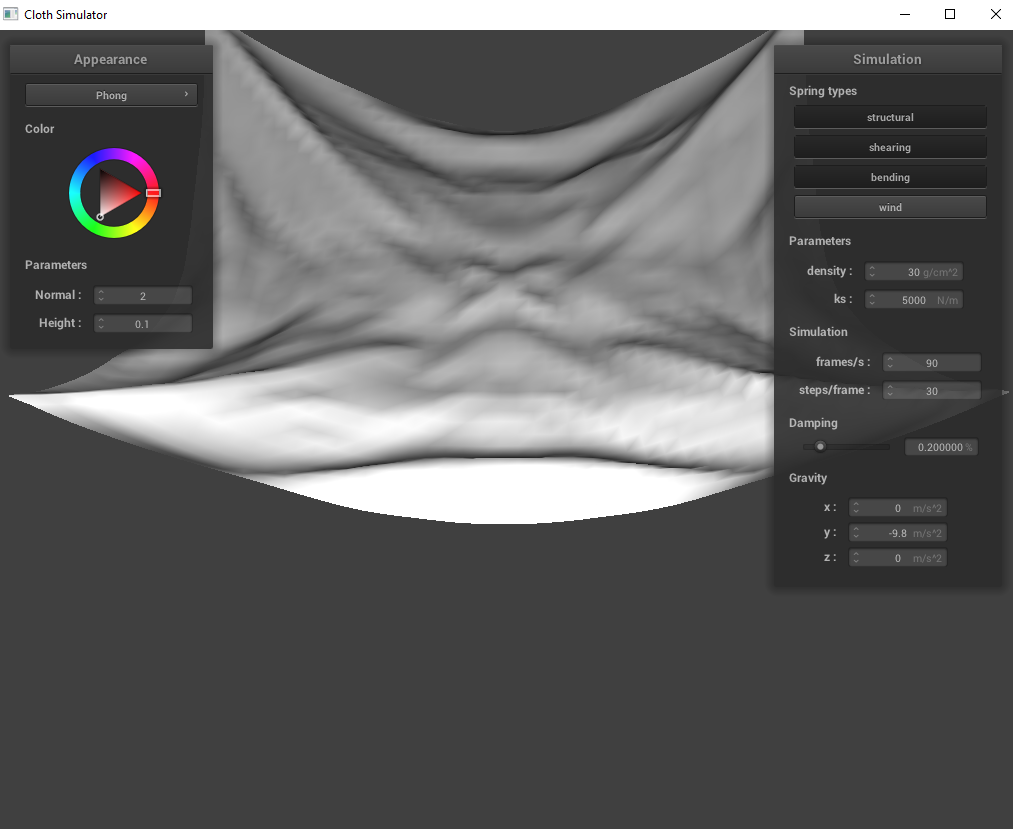 Cloth Simulator
Appearance
Phong
Color
Parameters
Normal : 2
Height : 0.1
Simulation
Spring types
structural
shearing
bending
wind
Parameters
density : 30 g/cm^2
ks : 5000 N/m
Simulation
frames/s : 90
steps/frame : 30
Damping
0.200000 %
Gravity
x : 0 m/s^2
y : -9.8 m/s^2
z : 0 m/s^2